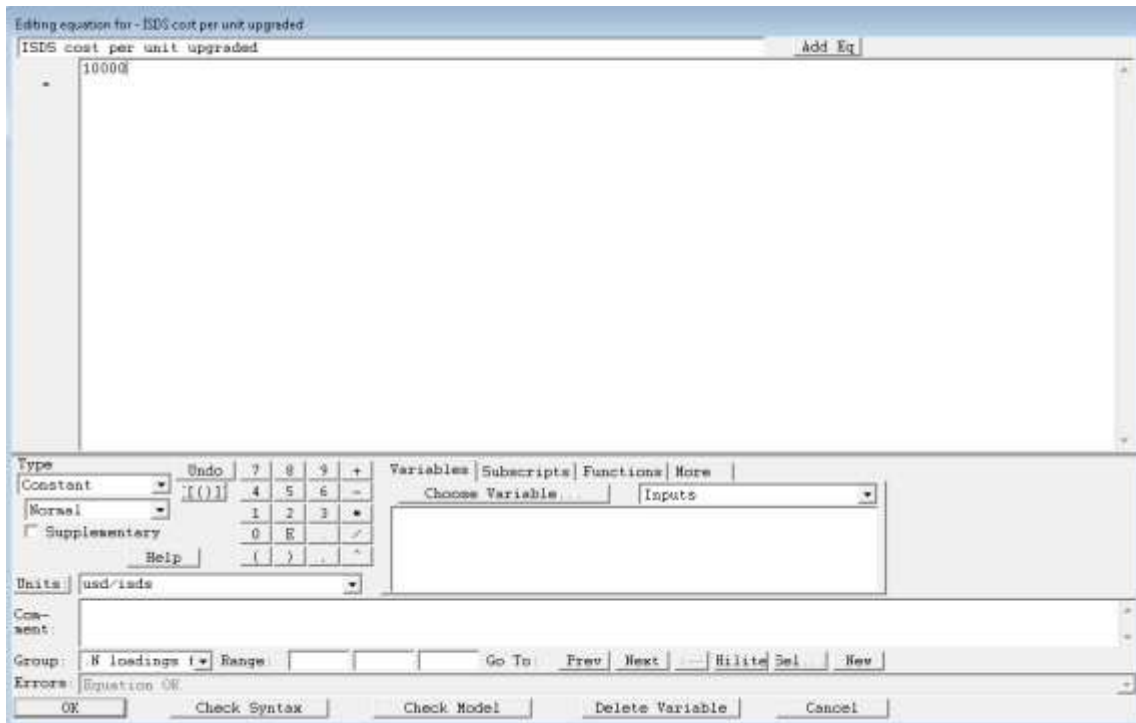 Editing equation for - ISDS cost per unit upgraded
ISDS cost per unit upgraded Add Eq
10000
=
Type Undo 7 8 9 + Variables Subscripts Functions More
Constant {[()]} 4 5 6 - Choose Variable... Inputs
Normal 1 2 3 *
Supplementary 0 E . /
Help ( ) , ^
Units usd/isds
Com-
ment
Group: .N loadings Range: Go To: Prev Next Hilite Sel... New
Errors: Equation OK
OK Check Syntax Check Model Delete Variable Cancel